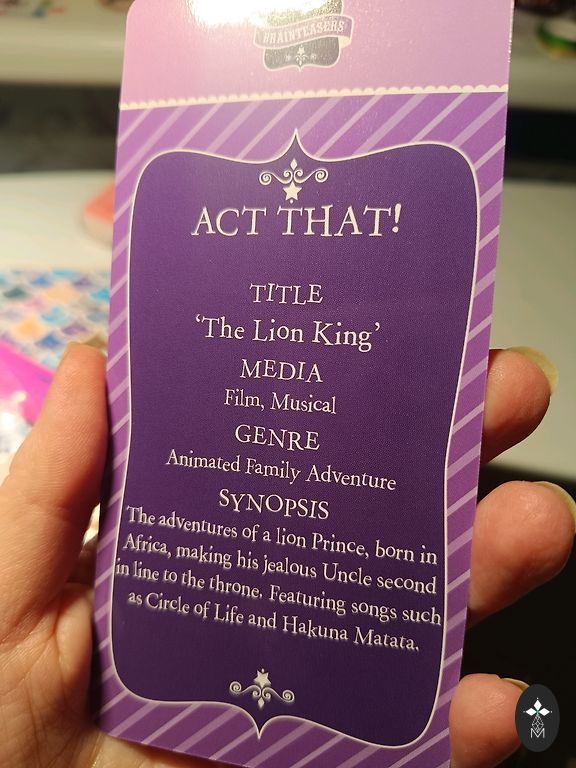 BRAINTEASERS
ACT THAT!
TITLE
‘The Lion King’
MEDIA
Film, Musical
GENRE
Animated Family Adventure
SYNOPSIS
The adventures of a lion Prince, born in
Africa, making his jealous Uncle second
in line to the throne. Featuring songs such
as Circle of Life and Hakuna Matata.
M